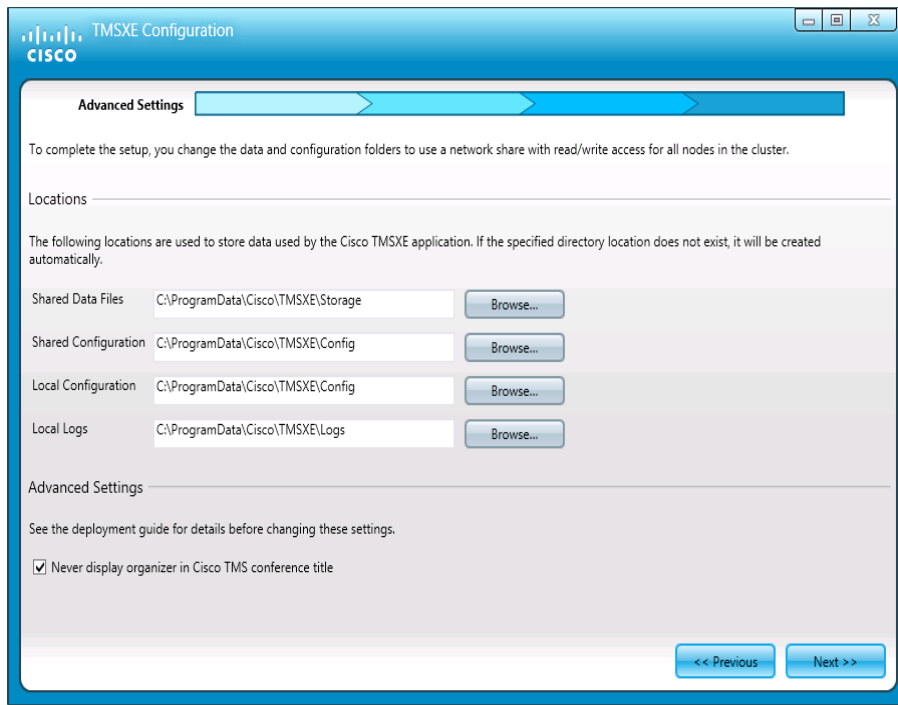 TMSXE Configuration
CISCO
Advanced Settings
To complete the setup, you change the data and configuration folders to use a network share with read/write access for all nodes in the cluster.
Locations
The following locations are used to store data used by the Cisco TMSXE application. If the specified directory location does not exist, it will be created
automatically.
Shared Data Files C:\ProgramData\Cisco\TMSXE\Storage Browse...
Shared Configuration C:\ProgramData\Cisco\TMSXE\Config Browse...
Local Configuration C:\ProgramData\Cisco\TMSXE\Config Browse...
Local Logs C:\ProgramData\Cisco\TMSXE\Logs Browse...
Advanced Settings
See the deployment guide for details before changing these settings.
Never display organizer in Cisco TMS conference title
<< Previous Next >>